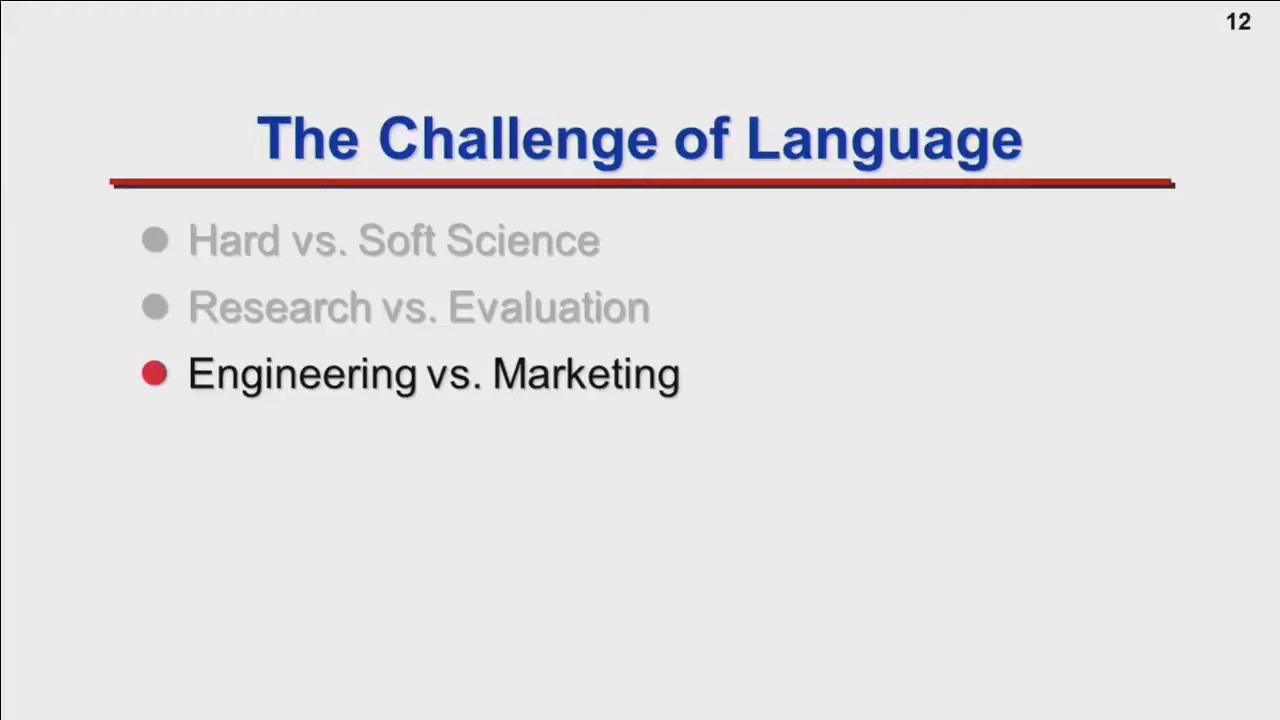 12
The Challenge of Language
Hard vs. Soft Science
Research vs. Evaluation
Engineering vs. Marketing